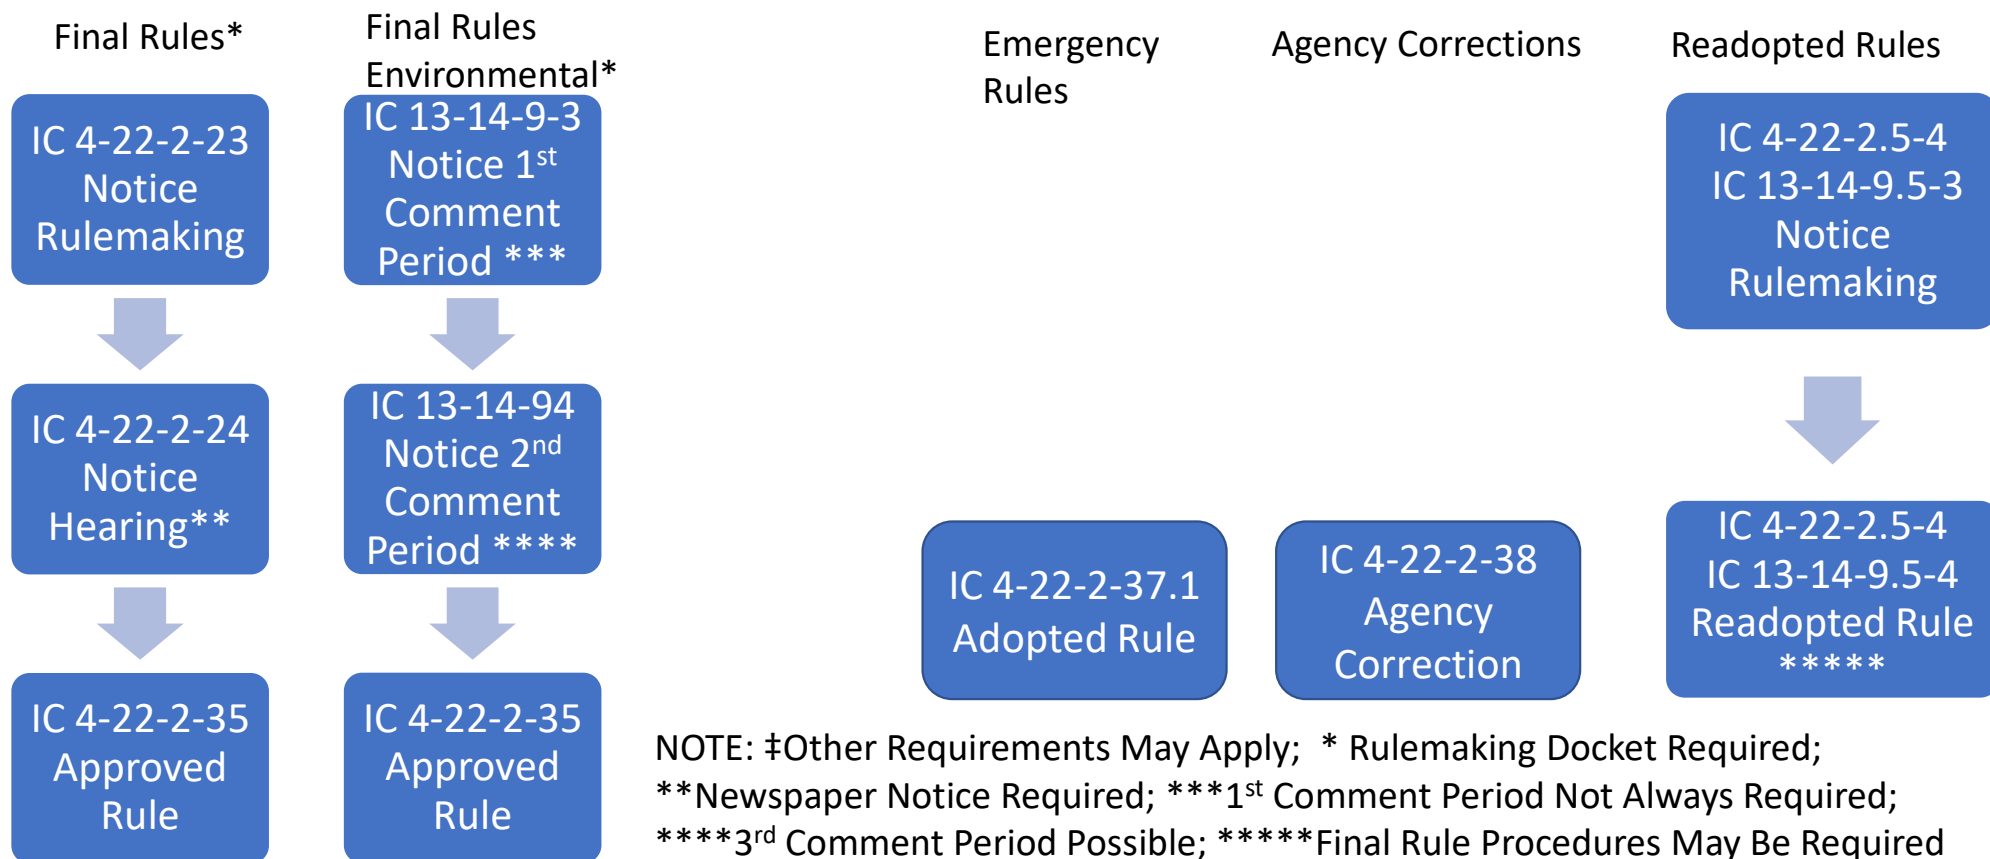 Final Rules*
IC 4-22-2-23
Notice
Rulemaking
IC 4-22-2-24
Notice
Hearing**
IC 4-22-2-35
Approved
Rule
Final Rules
Environmental*
IC 13-14-9-3
Notice 1st
Comment
Period ***
IC 13-14-94
Notice 2nd
Comment
Period ****
IC 4-22-2-35
Approved
Rule
Emergency
Rules
IC 4-22-2-37.1
Adopted Rule
Agency Corrections
IC 4-22-2-38
Agency
Correction
Readopted Rules
IC 4-22-2.5-4
IC 13-14-9.5-3
Notice
Rulemaking
IC 4-22-2.5-4
IC 13-14-9.5-4
Readopted Rule
*****
NOTE: ‡Other Requirements May Apply; * Rulemaking Docket Required;
**Newspaper Notice Required; ***1st Comment Period Not Always Required;
****3rd Comment Period Possible; *****Final Rule Procedures May Be Required